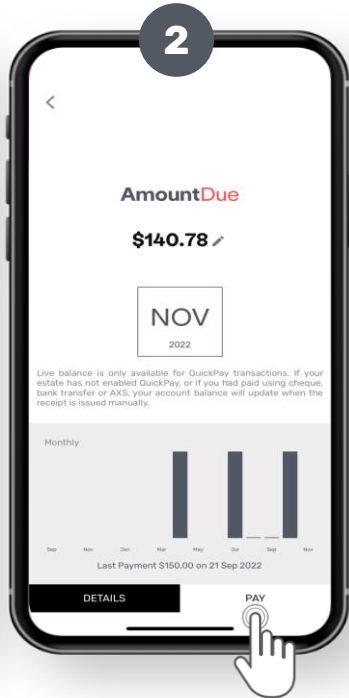 2
<
AmountDue
$140.78
NOV
2022
Live balance is only available for QuickPay transactions. If your
estate has not enabled QuickPay, or if you had paid using cheque,
bank transfer or AXS, your account balance will update when the
receipt is issued manually.
Monthly
Sep Nov Jan Mar May Jul Sep Nov
Last Payment $150.00 on 21 Sep 2022
DETAILS PAY